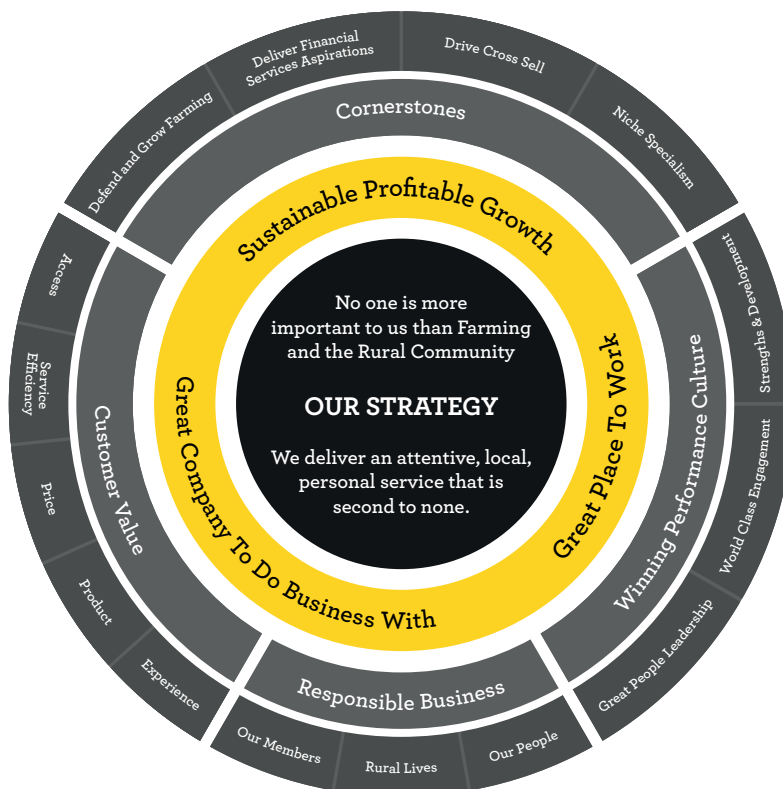 Deliver Financial
Services Aspirations
Drive Cross Sell
Niche Specialism
Defend and Grow Farming
Cornerstones
Sustainable Profitable Growth
No one is more
important to us than Farming
and the Rural Community
OUR STRATEGY
We deliver an attentive, local,
personal service that is
second to none.
Great Place To Work
Great Company To Do Business With
Winning Performance Culture
Strengths & Development
World Class Engagement
Great People Leadership
Customer Value
Access
Service
Efficiency
Price
Product
Experience
Responsible Business
Our Members
Rural Lives
Our People